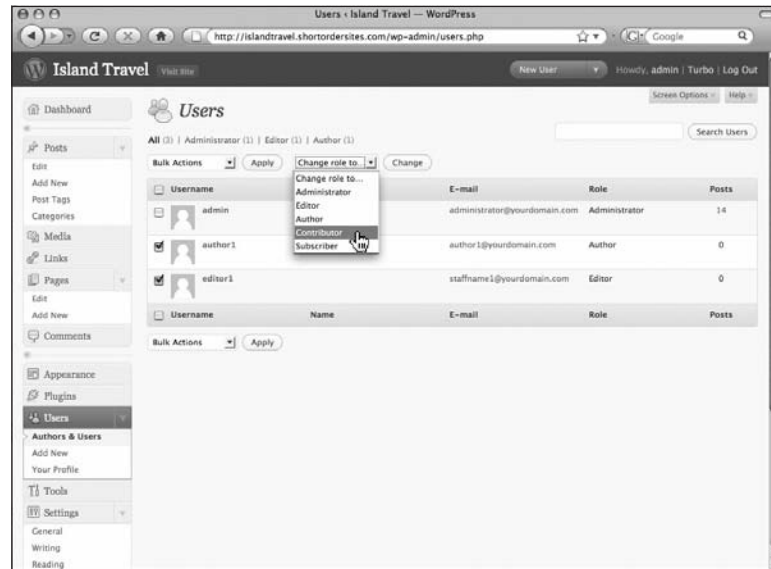 Users ‹ Island Travel — WordPress
http://islandtravel.shortordersites.com/wp-admin/users.php
Google
Island Travel Visit Site
New User
Howdy, admin | Turbo | Log Out
Screen Options
Help
Dashboard
Posts
Edit
Add New
Post Tags
Categories
Media
Links
Pages
Edit
Add New
Comments
Appearance
Plugins
Users
Authors & Users
Add New
Your Profile
Tools
Settings
General
Writing
Reading
Users
All (3) | Administrator (1) | Editor (1) | Author (1)
Search Users
Bulk Actions Apply Change role to... Change
Change role to...
Administrator
Editor
Author
Contributor
Subscriber
Username E-mail Role Posts
admin administrator@yourdomain.com Administrator 14
author1 author1@yourdomain.com Author 0
editor1 staffname1@yourdomain.com Editor 0
Username Name E-mail Role Posts
Bulk Actions Apply